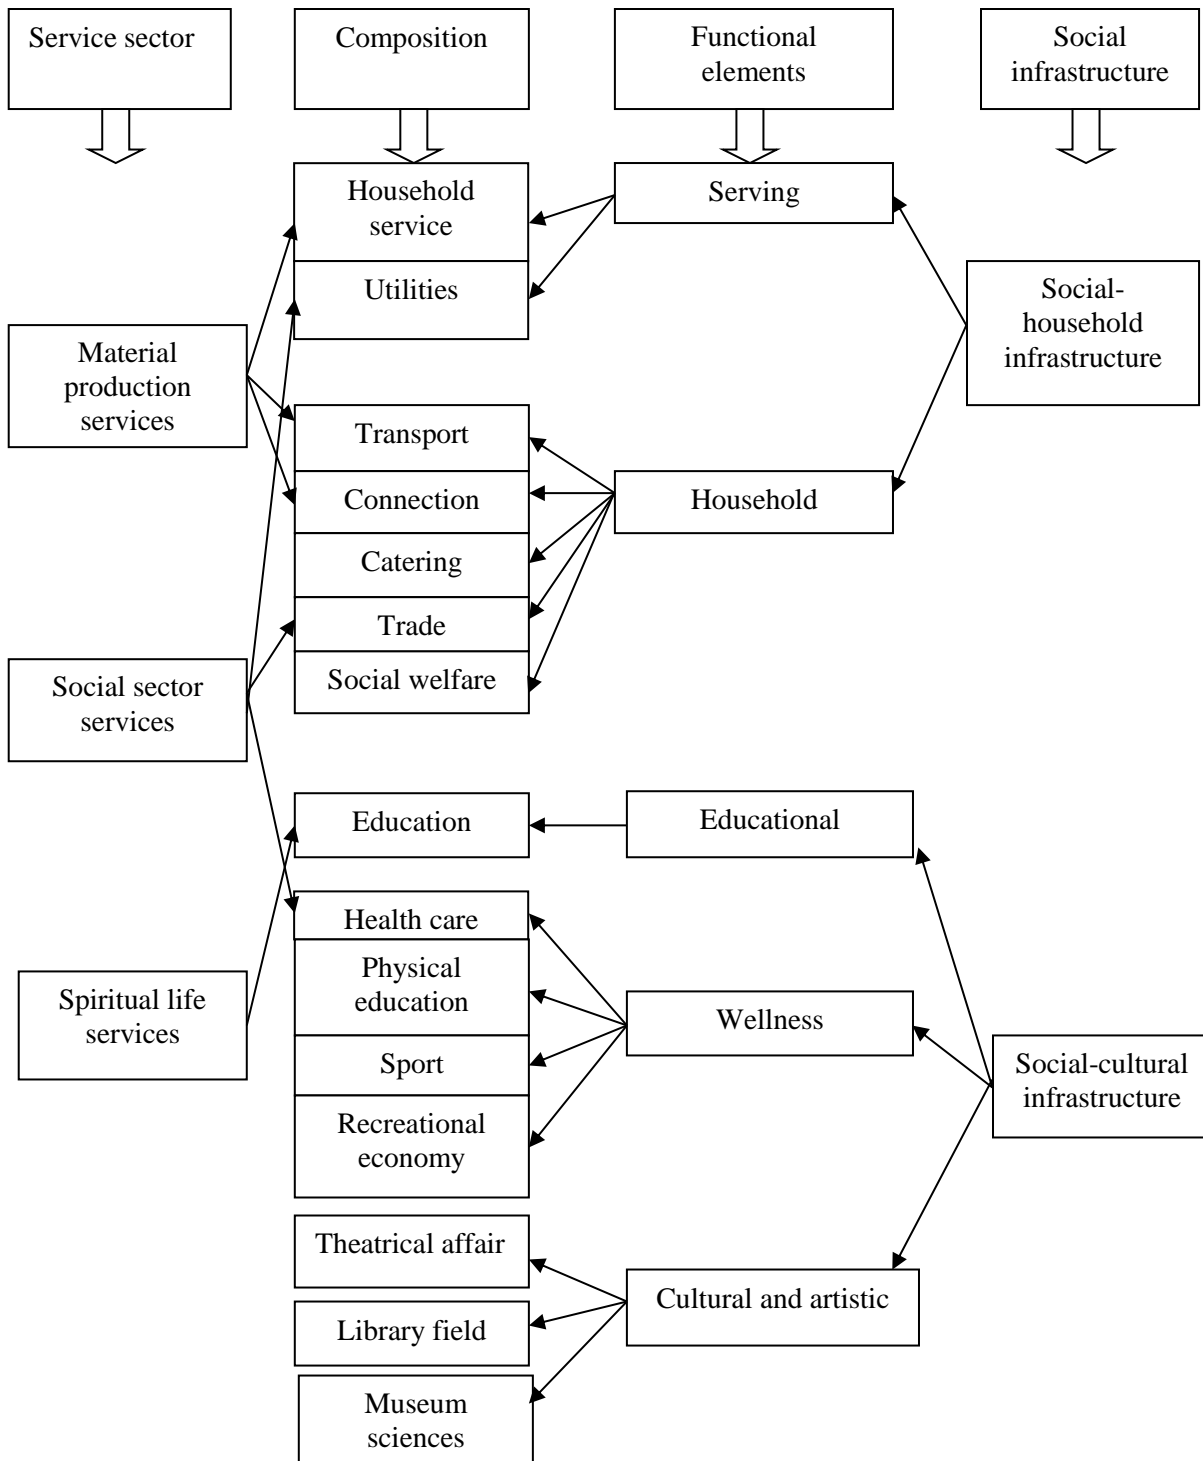 Service sector
Composition
Functional
elements
Social
infrastructure
Household
service
Serving
Utilities
Social-
household
infrastructure
Material
production
services
Transport
Connection
Household
Catering
Trade
Social welfare
Social sector
services
Education
Educational
Health care
Physical
education
Spiritual life
services
Wellness
Sport
Social-cultural
infrastructure
Recreational
economy
Theatrical affair
Cultural and artistic
Library field
Museum
sciences